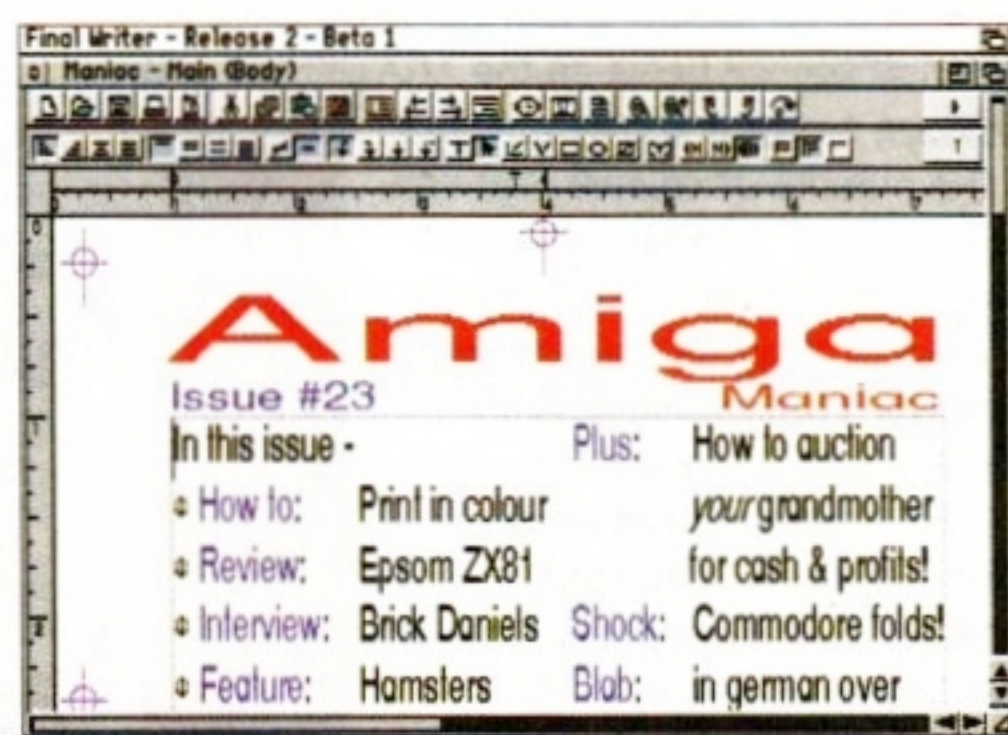 Final Writer - Release 2 - Beta 1
Maniac - Main (Body)
Amiga
Issue #23
Maniac
In this issue -
Plus: How to auction
How to: Print in colour
your grandmother
Review: Epsom ZX81
for cash & profits!
Interview: Brick Daniels
Shock: Commodore folds!
Feature: Hamsters
Blab: in german over